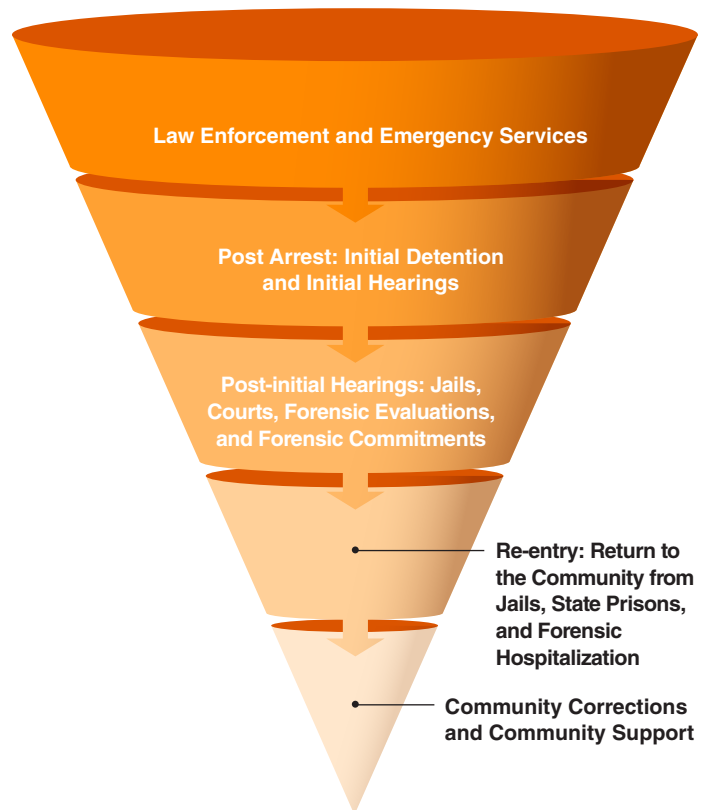 Law Enforcement and Emergency Services
Post Arrest: Initial Detention
and Initial Hearings
Post-initial Hearings: Jails,
Courts, Forensic Evaluations,
and Forensic Commitments
Re-entry: Return to
the Community from
Jails, State Prisons,
and Forensic
Hospitalization
Community Corrections
and Community Support